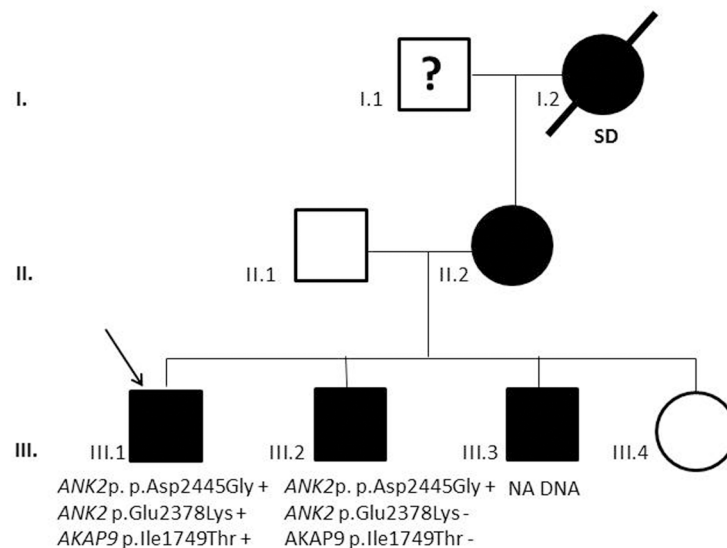 ?
I.
I.1
I.2
SD
II.
II.1
II.2
III.
III.1
III.2
III.3
III.4
ANK2p. p.Asp2445Gly +
ANK2 p.Glu2378Lys +
AKAP9 p.Ile1749Thr +
ANK2p. p.Asp2445Gly +
ANK2 p.Glu2378Lys -
AKAP9 p.Ile1749Thr -
NA DNA